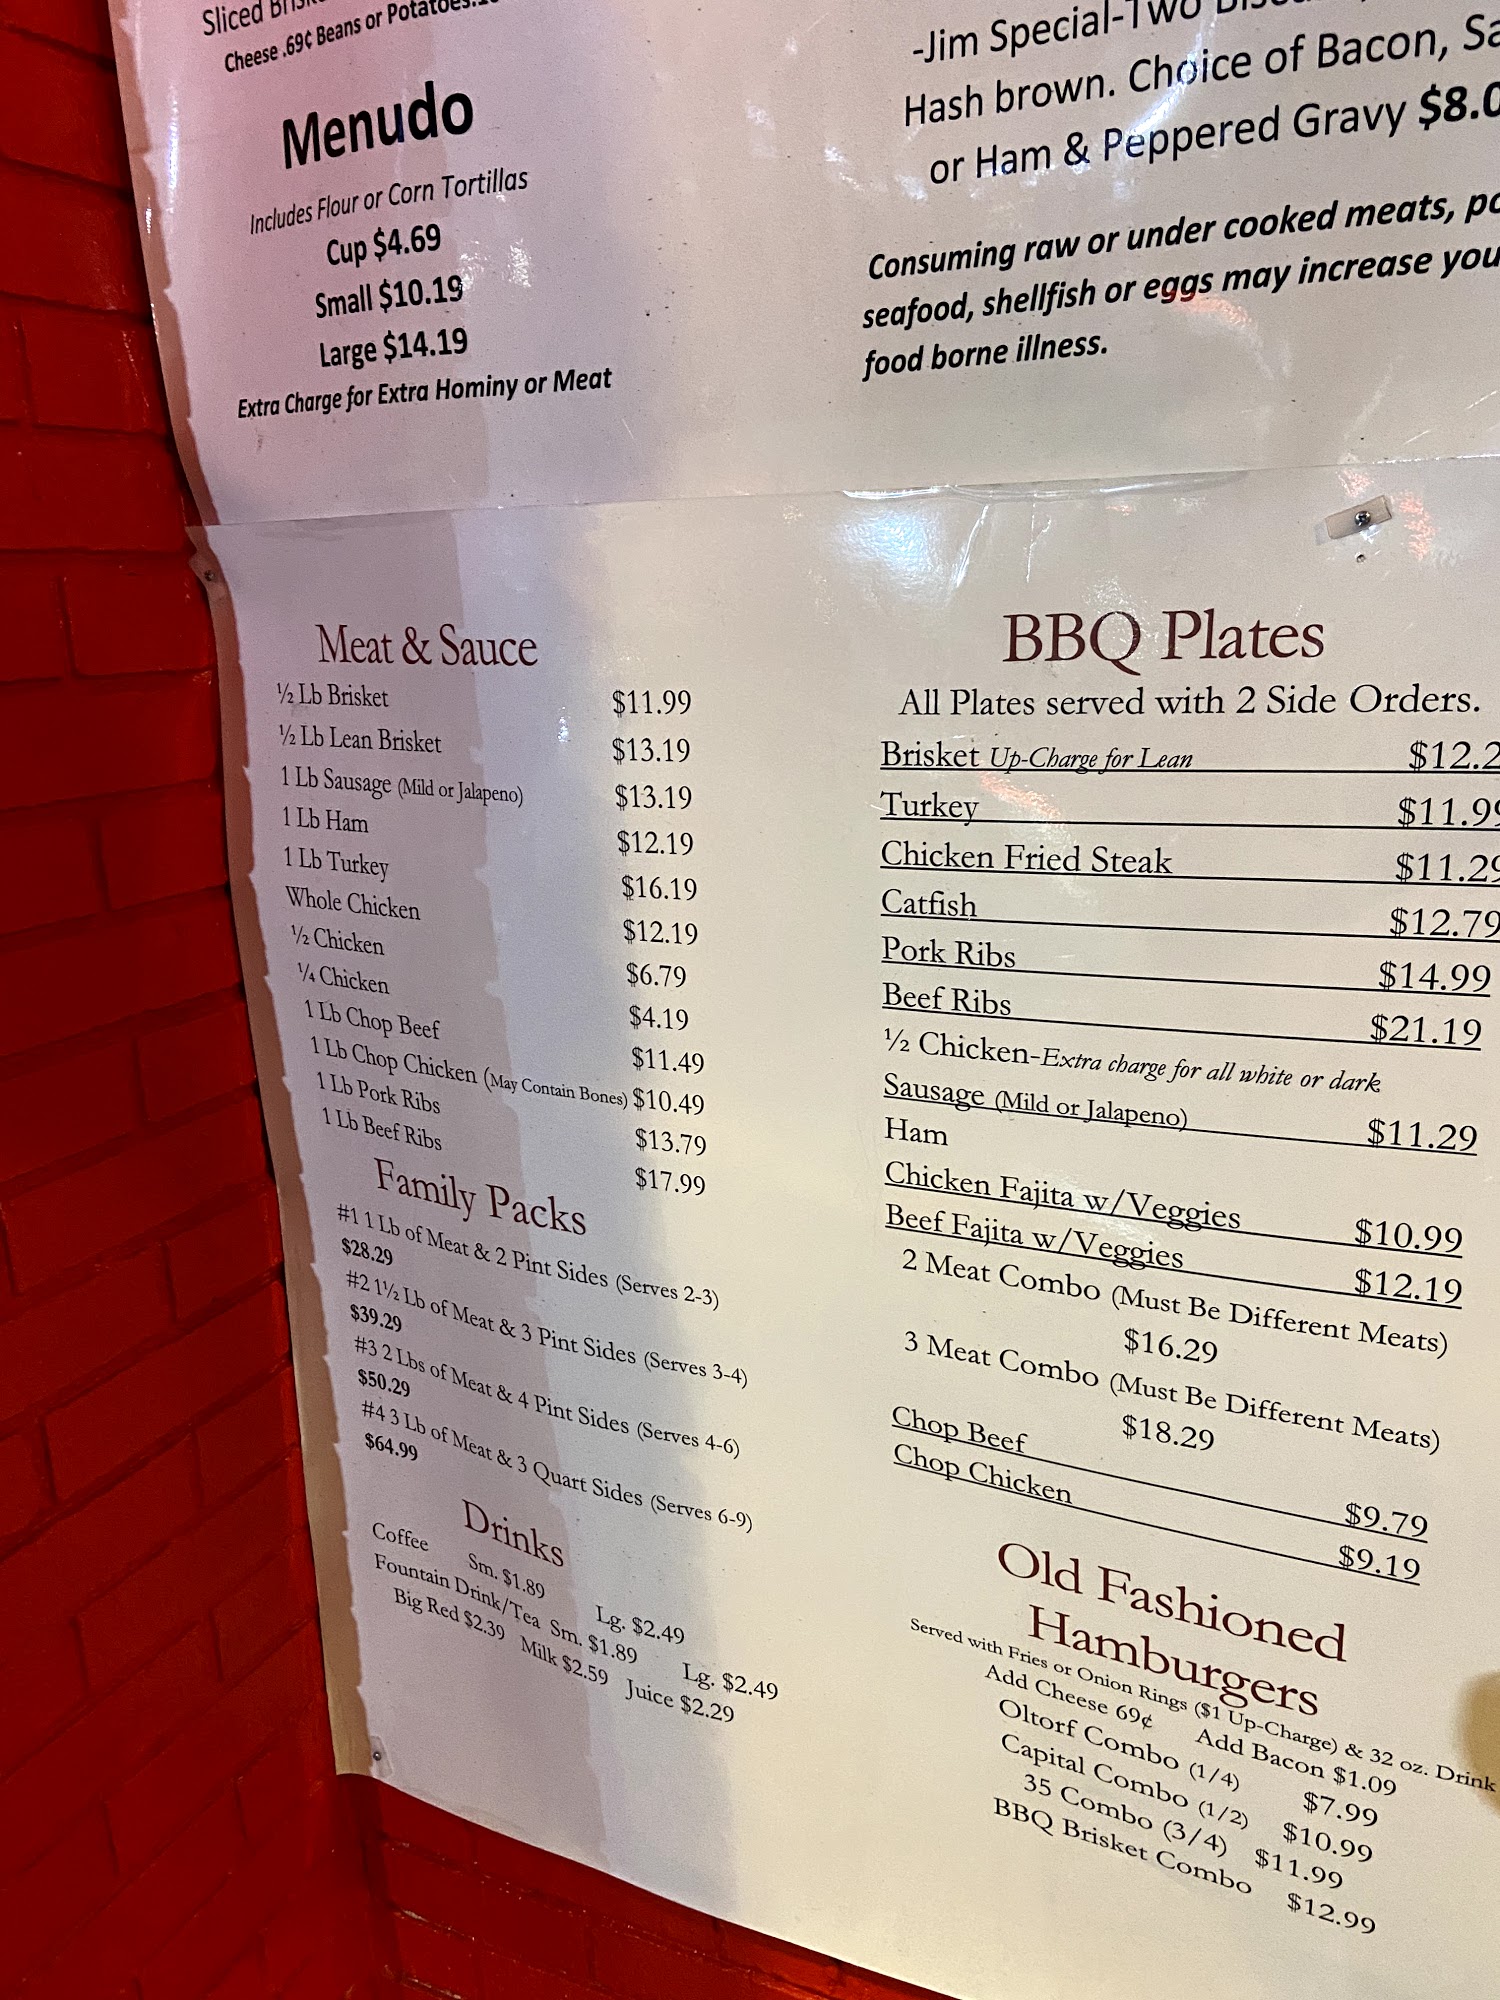 Sliced
Cheese .69¢ Beans or Potatoes
Menudo
Includes Flour or Corn Tortillas
Cup $4.69
Small $10.19
Large $14.19
Extra Charge for Extra Hominy or Meat
-Jim Special-Two
Hash brown. Choice of Bacon,
or Ham & Peppered Gravy $8.0
Consuming raw or under cooked meats,
seafood, shellfish or eggs may increase
food borne illness.
Meat & Sauce
½ Lb Brisket $11.99
½ Lb Lean Brisket $13.19
1 Lb Sausage (Mild or Jalapeno) $13.19
1 Lb Ham $12.19
1 Lb Turkey $16.19
Whole Chicken $12.19
½ Chicken $6.79
¼ Chicken $4.19
1 Lb Chop Beef $11.49
1 Lb Chop Chicken (May Contain Bones) $10.49
1 Lb Pork Ribs $13.79
1 Lb Beef Ribs $17.99
Family Packs
#1 1 Lb of Meat & 2 Pint Sides (Serves 2-3)
$28.29
#2 1½ Lb of Meat & 3 Pint Sides (Serves 3-4)
$39.29
#3 2 Lbs of Meat & 4 Pint Sides (Serves 4-6)
$50.29
#4 3 Lb of Meat & 3 Quart Sides (Serves 6-9)
$64.99
Drinks
Coffee Sm. $1.89 Lg. $2.49
Fountain Drink/Tea Sm. $1.89 Lg. $2.49
Big Red $2.39 Milk $2.59 Juice $2.29
BBQ Plates
All Plates served with 2 Side Orders.
Brisket Up-Charge for Lean $12.2
Turkey $11.99
Chicken Fried Steak $11.29
Catfish $12.79
Pork Ribs $14.99
Beef Ribs $21.19
½ Chicken-Extra charge for all white or dark
Sausage (Mild or Jalapeno) $11.29
Ham
Chicken Fajita w/Veggies $10.99
Beef Fajita w/Veggies $12.19
2 Meat Combo (Must Be Different Meats)
$16.29
3 Meat Combo (Must Be Different Meats)
$18.29
Chop Beef $9.79
Chop Chicken $9.19
Old Fashioned
Hamburgers
Served with Fries or Onion Rings ($1 Up-Charge) & 32 oz. Drink
Add Cheese 69¢ Add Bacon $1.09
Oltorf Combo (1/4) $7.99
Capital Combo (1/2) $10.99
35 Combo (3/4) $11.99
BBQ Brisket Combo $12.99